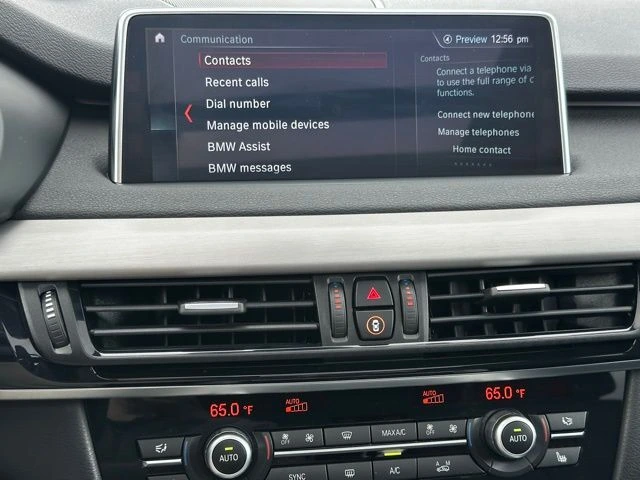 Communication
Preview 12:56 pm
Contacts
Recent calls
Dial number
Manage mobile devices
BMW Assist
BMW messages
Contacts
Connect a telephone via
to use the full range of
functions.
Connect new telephone
Manage telephones
Home contact
65.0 °F
AUTO
AUTO
65.0 °F
OFF
MAX A/C
OFF
AUTO
SYNC
A/C
A M
AUTO